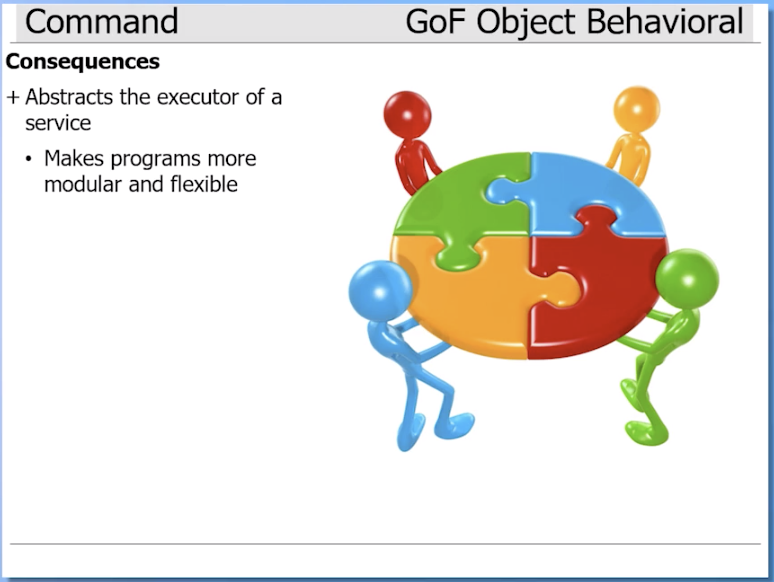 Command
GoF Object Behavioral
Consequences
+ Abstracts the executor of a
service
• Makes programs more
modular and flexible